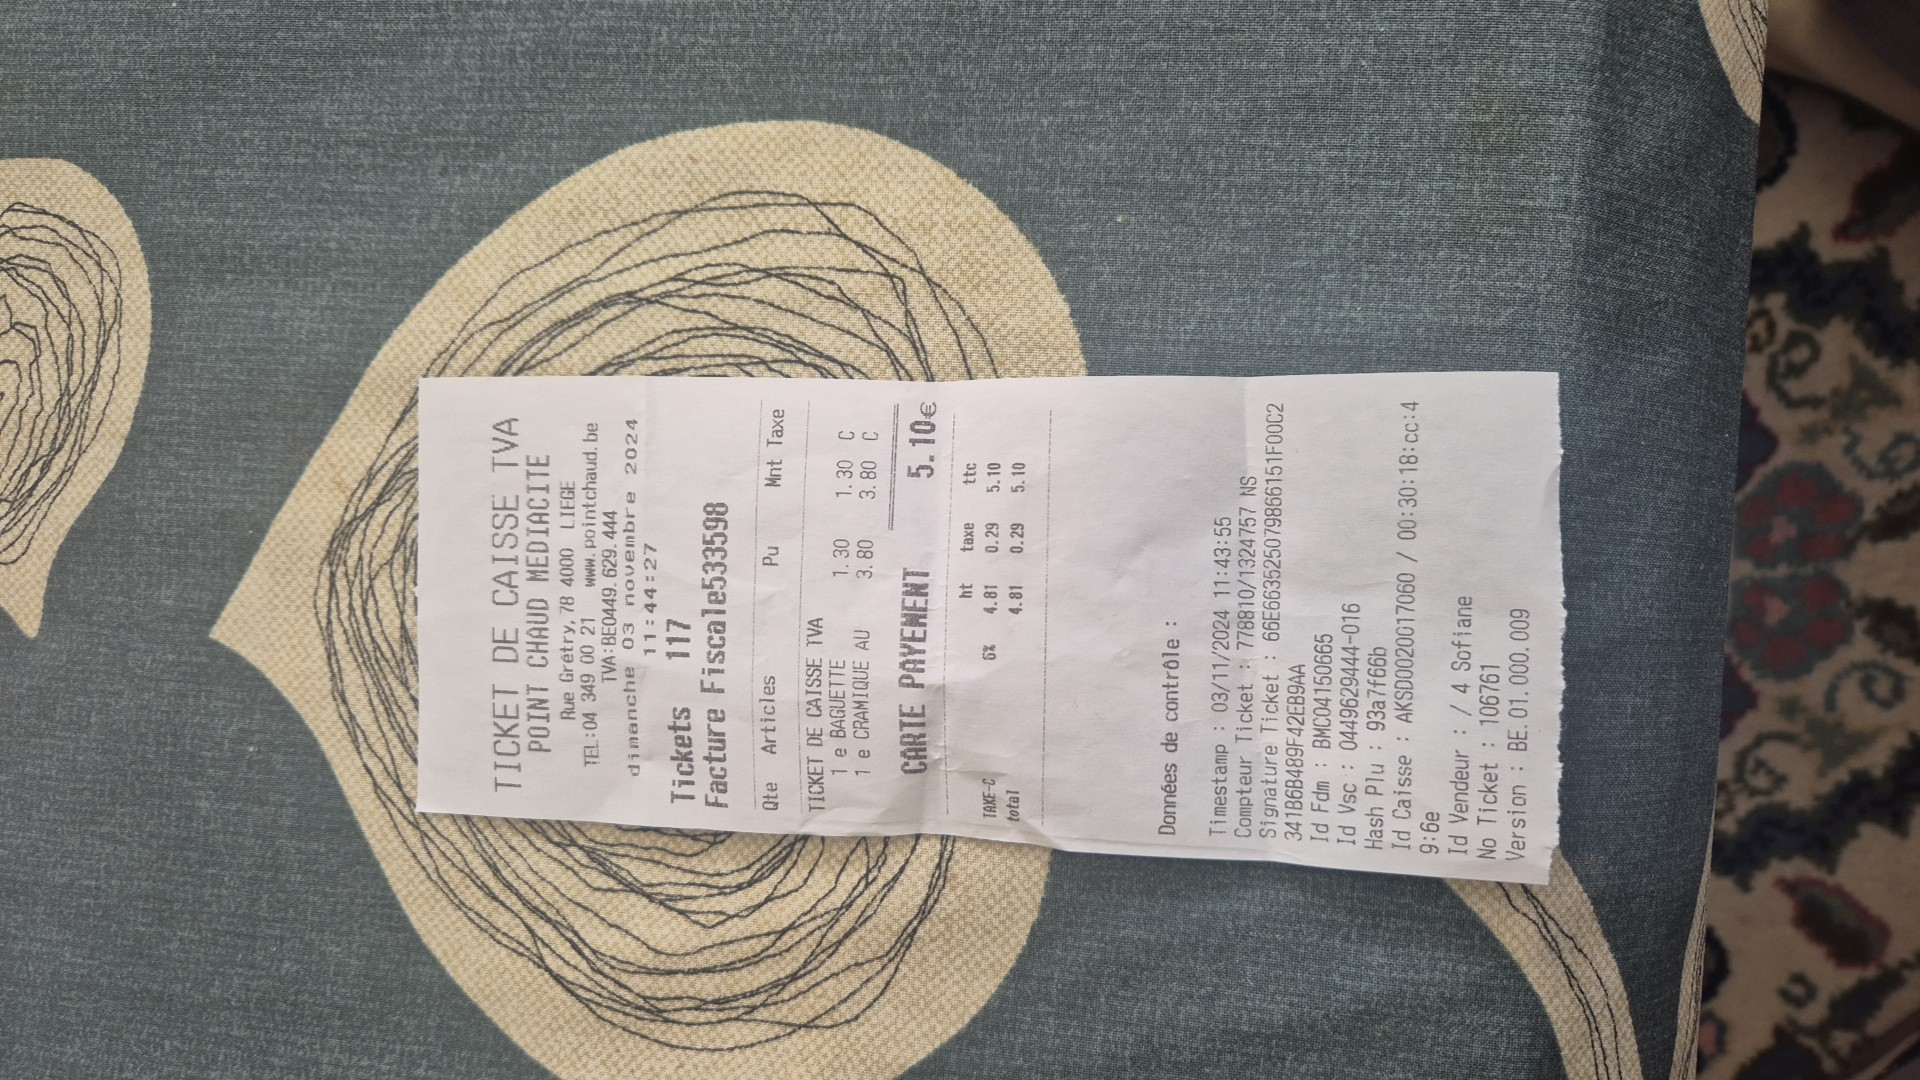 TICKET DE CAISSE TVA
POINT CHAUD MEDIACITE
Rue Grétry, 78 4000 LIEGE
TEL:04 349 00 21 www.pointchaud.be
TVA:BE0449.629.444
dimanche 03 novembre 2024
11:44:27
Tickets 117
Facture Fiscale533598
Qte Articles Pu Mnt Taxe
TICKET DE CAISSE TVA
1 e BAGUETTE 1.30 1.30 C
1 e CRAMIQUE AU 3.80 3.80 C
CARTE PAYEMENT 5.10€
ht taxe ttc
TAXE-C 6% 4.81 0.29 5.10
total 4.81 0.29 5.10
Données de contrôle :
Timestamp : 03/11/2024 11:43:55
Compteur Ticket : 778810/1324757 NS
Signature Ticket : 66E663525079866151F00C2
341B6B489F42EB9AA
Id Fdm : BMC04150665
Id Vsc : 0449629444-016
Hash Plu : 93a7f66b
Id Caisse : AKSD00020017060 / 00:30:18:cc:4
9:6e
Id Vendeur : / 4 Sofiane
No Ticket : 106761
Version : BE.01.000.009